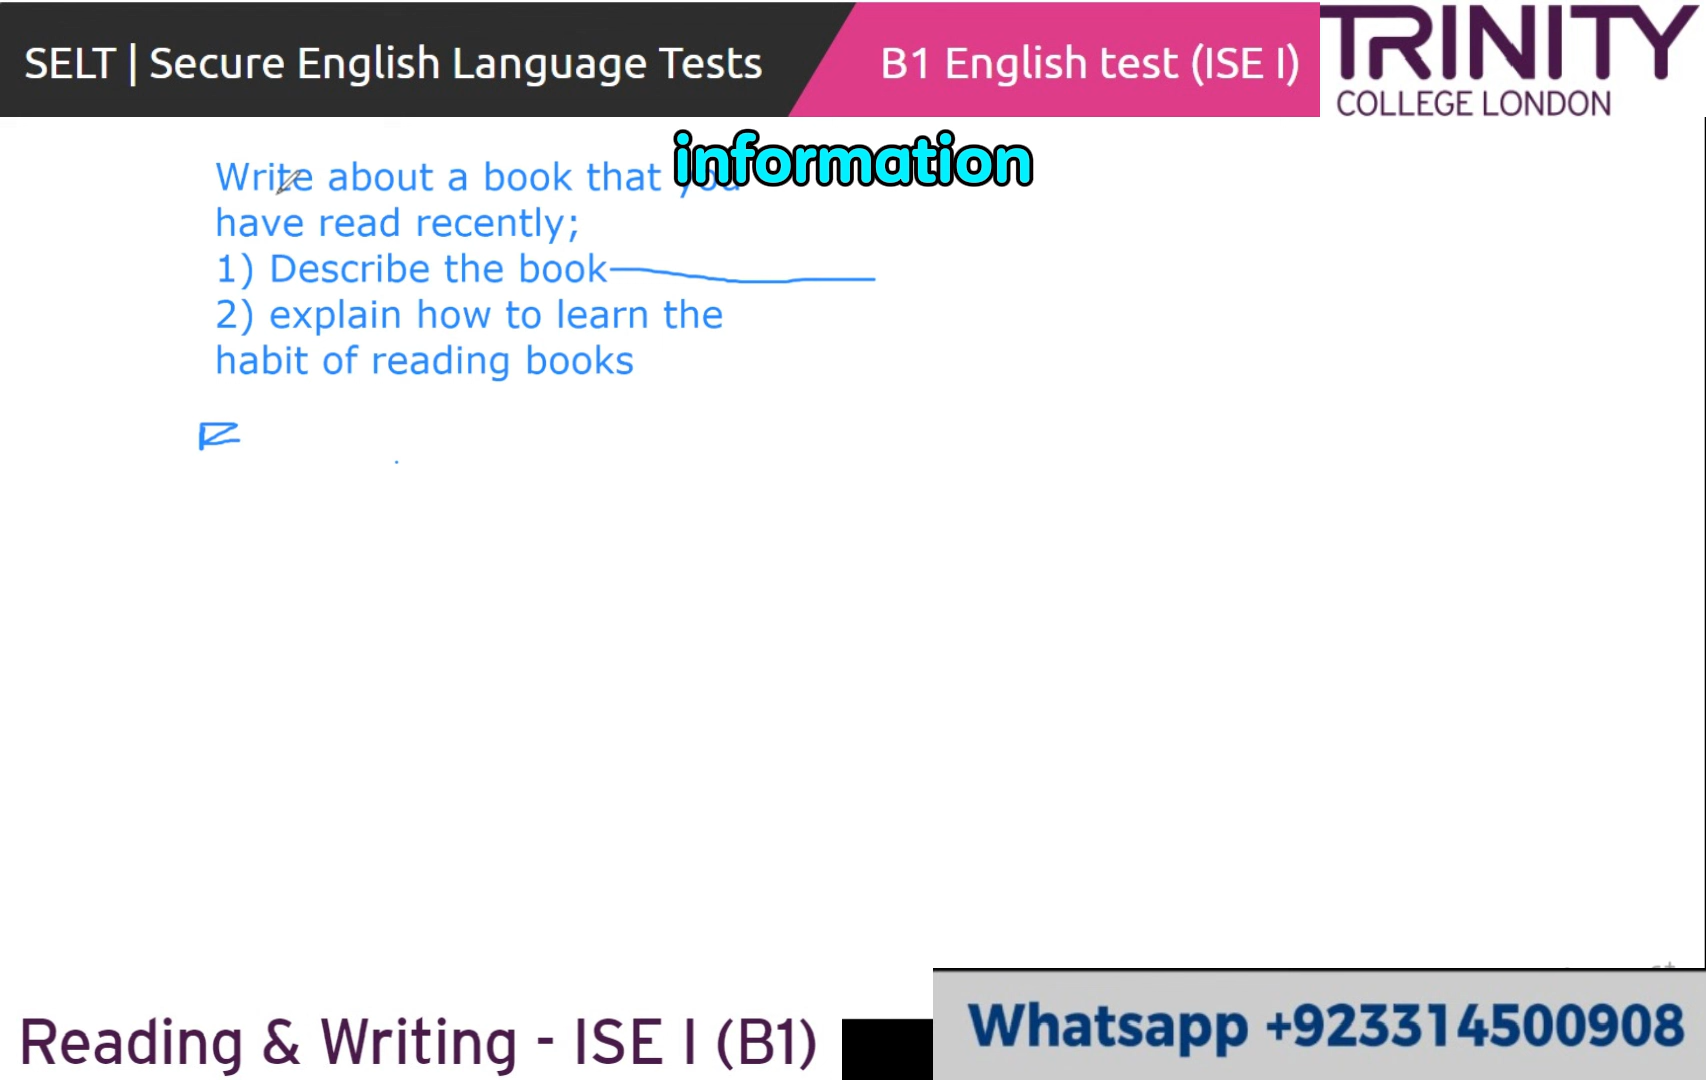 SELT | Secure English Language Tests
B1 English test (ISE I)
TRINITY
COLLEGE LONDON
information
Write about a book that you
have read recently;
1) Describe the book
2) explain how to learn the
habit of reading books
Reading & Writing - ISE I (B1)
Whatsapp +923314500908